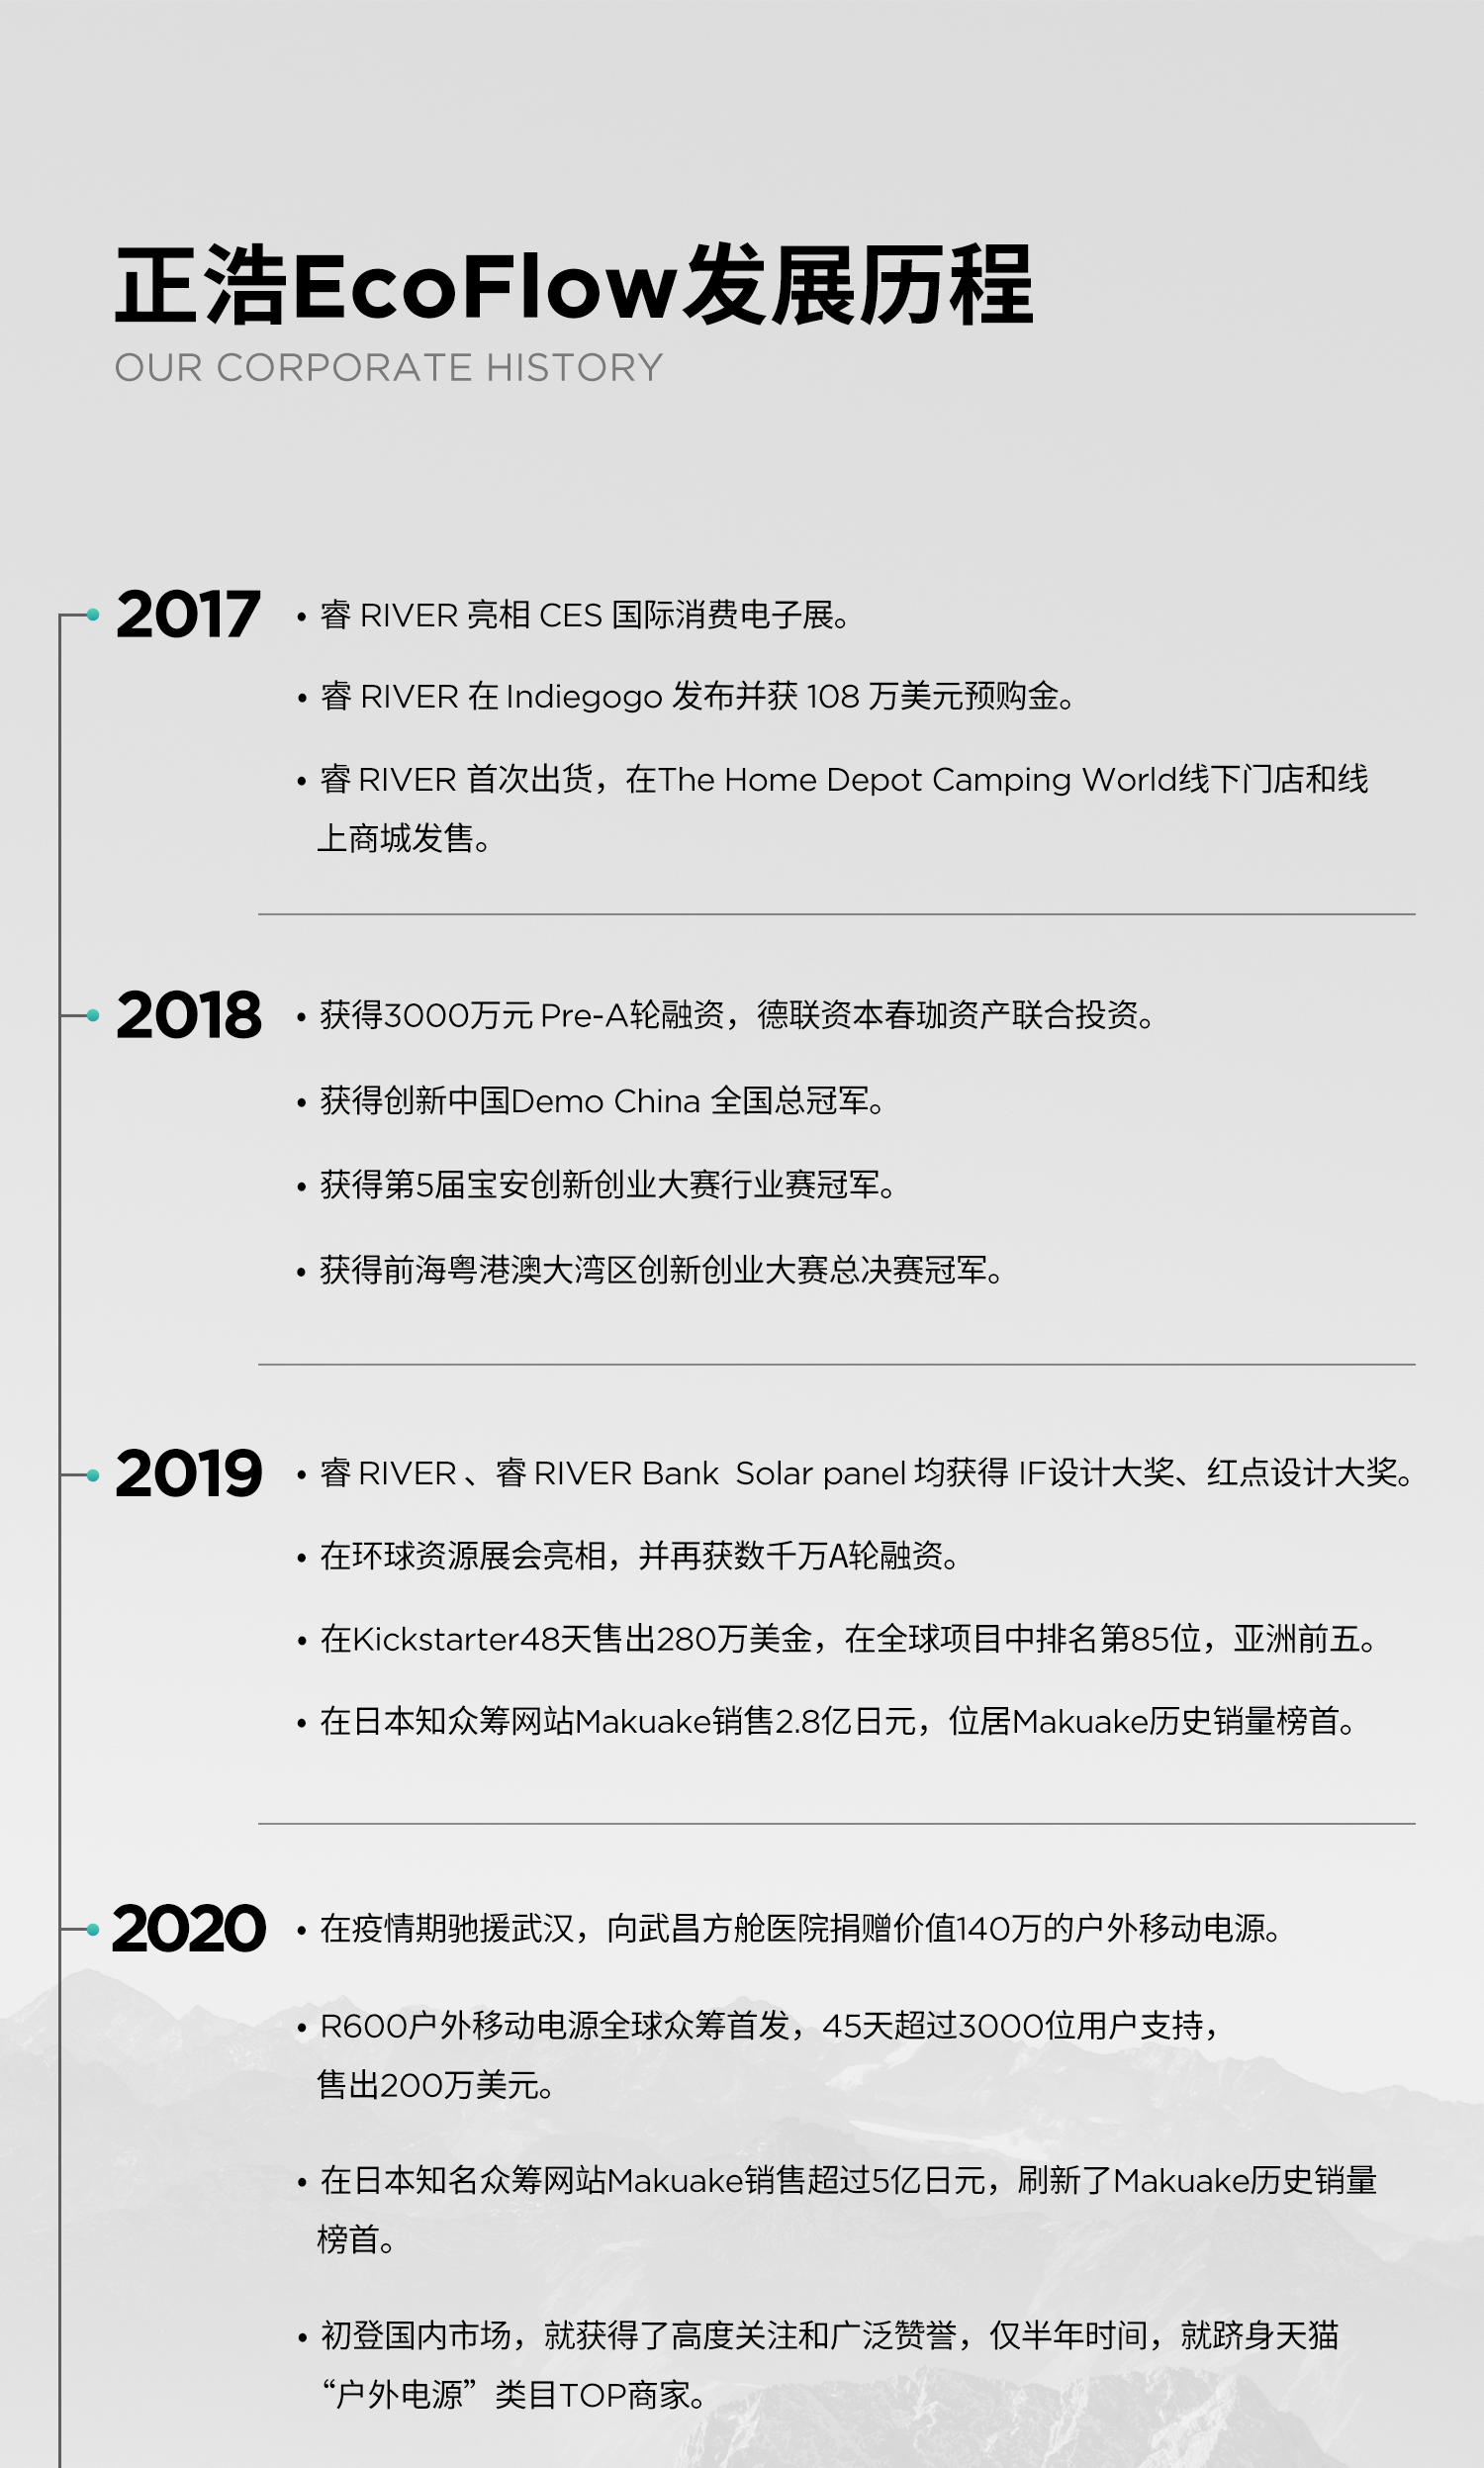 正浩EcoFlow发展历程
OUR CORPORATE HISTORY
2017
• 睿 RIVER 亮相 CES 国际消费电子展。
• 睿 RIVER 在 Indiegogo 发布并获 108 万美元预购金。
• 睿 RIVER 首次出货，在The Home Depot Camping World线下门店和线
上商城发售。
2018
• 获得3000万元 Pre-A轮融资，德联资本春珈资产联合投资。
• 获得创新中国Demo China 全国总冠军。
• 获得第5届宝安创新创业大赛行业赛冠军。
• 获得前海粤港澳大湾区创新创业大赛总决赛冠军。
2019
• 睿 RIVER 、睿 RIVER Bank Solar panel 均获得 IF设计大奖、红点设计大奖。
• 在环球资源展会亮相，并再获数千万A轮融资。
• 在Kickstarter48天售出280万美金，在全球项目中排名第85位，亚洲前五。
• 在日本知众筹网站Makuake销售2.8亿日元，位居Makuake历史销量榜首。
2020
• 在疫情期驰援武汉，向武昌方舱医院捐赠价值140万的户外移动电源。
• R600户外移动电源全球众筹首发，45天超过3000位用户支持，
售出200万美元。
• 在日本知名众筹网站Makuake销售超过5亿日元，刷新了Makuake历史销量
榜首。
• 初登国内市场，就获得了高度关注和广泛赞誉，仅半年时间，就跻身天猫
“户外电源”类目TOP商家。